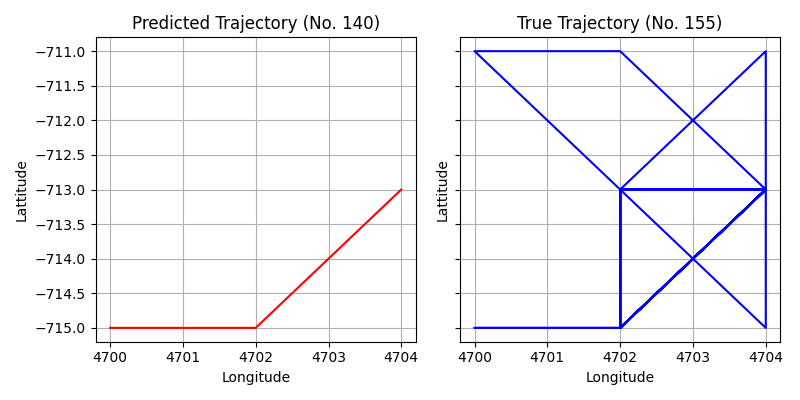 Predicted Trajectory (No. 140)
−711.0
−711.5
−712.0
−712.5
−713.0
−713.5
−714.0
−714.5
−715.0
Lattitude
4700 4701 4702 4703 4704
Longitude
True Trajectory (No. 155)
Lattitude
4700 4701 4702 4703 4704
Longitude